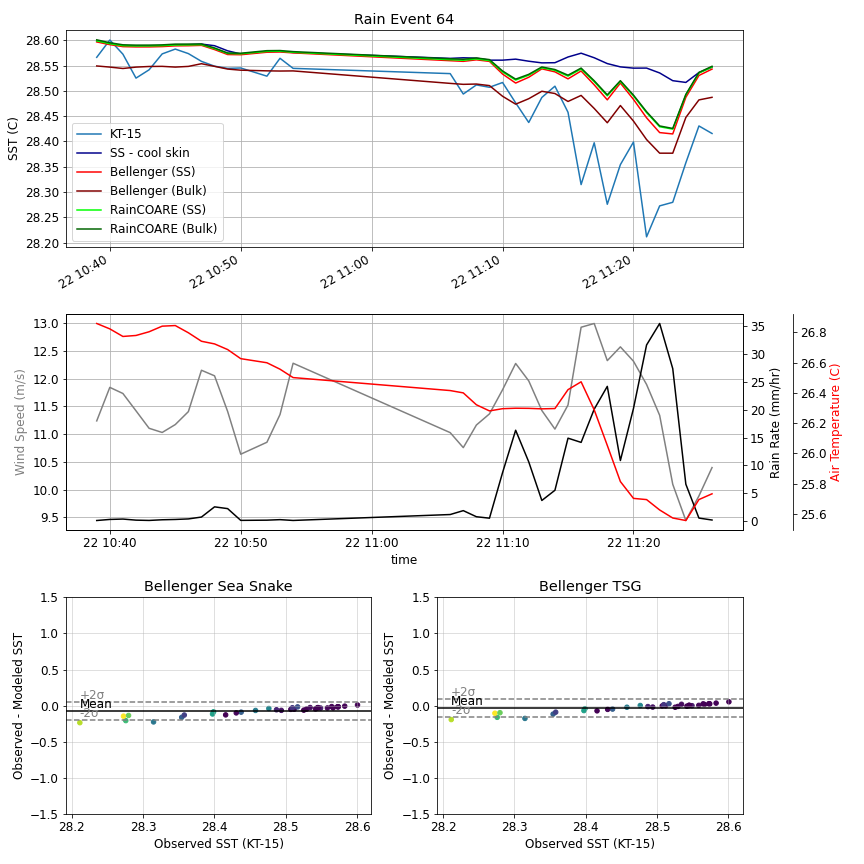 Rain Event 64
SST (C)
28.60
28.55
28.50
28.45
28.40
28.35
28.30
28.25
28.20
KT-15
SS - cool skin
Bellenger (SS)
Bellenger (Bulk)
RainCOARE (SS)
RainCOARE (Bulk)
22 10:40 22 10:50 22 11:00 22 11:10 22 11:20
Wind Speed (m/s)
13.0
12.5
12.0
11.5
11.0
10.5
10.0
9.5
35
30
25
20
15
10
5
0
Rain Rate (mm/hr)
26.8
26.6
26.4
26.2
26.0
25.8
25.6
Air Temperature (C)
22 10:40 22 10:50 22 11:00 22 11:10 22 11:20
time
Bellenger Sea Snake
Observed - Modeled SST
1.5
1.0
0.5
0.0
−0.5
−1.0
−1.5
+2σ
Mean
-2σ
28.2 28.3 28.4 28.5 28.6
Observed SST (KT-15)
Bellenger TSG
Observed - Modeled SST
1.5
1.0
0.5
0.0
−0.5
−1.0
−1.5
+2σ
Mean
-2σ
28.2 28.3 28.4 28.5 28.6
Observed SST (KT-15)